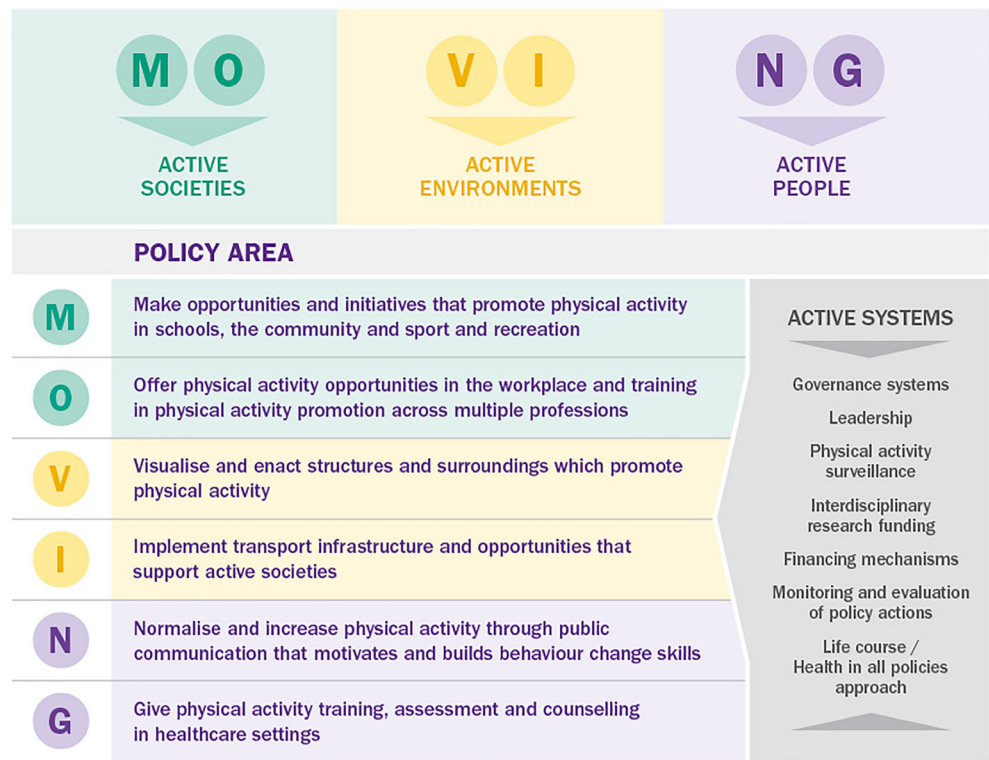 M O
V I
N G
ACTIVE
SOCIETIES
ACTIVE
ENVIRONMENTS
ACTIVE
PEOPLE
POLICY AREA
M
Make opportunities and initiatives that promote physical activity
in schools, the community and sport and recreation
O
Offer physical activity opportunities in the workplace and training
in physical activity promotion across multiple professions
V
Visualise and enact structures and surroundings which promote
physical activity
I
Implement transport infrastructure and opportunities that
support active societies
N
Normalise and increase physical activity through public
communication that motivates and builds behaviour change skills
G
Give physical activity training, assessment and counselling
in healthcare settings
ACTIVE SYSTEMS
Governance systems
Leadership
Physical activity
surveillance
Interdisciplinary
research funding
Financing mechanisms
Monitoring and evaluation
of policy actions
Life course /
Health in all policies
approach